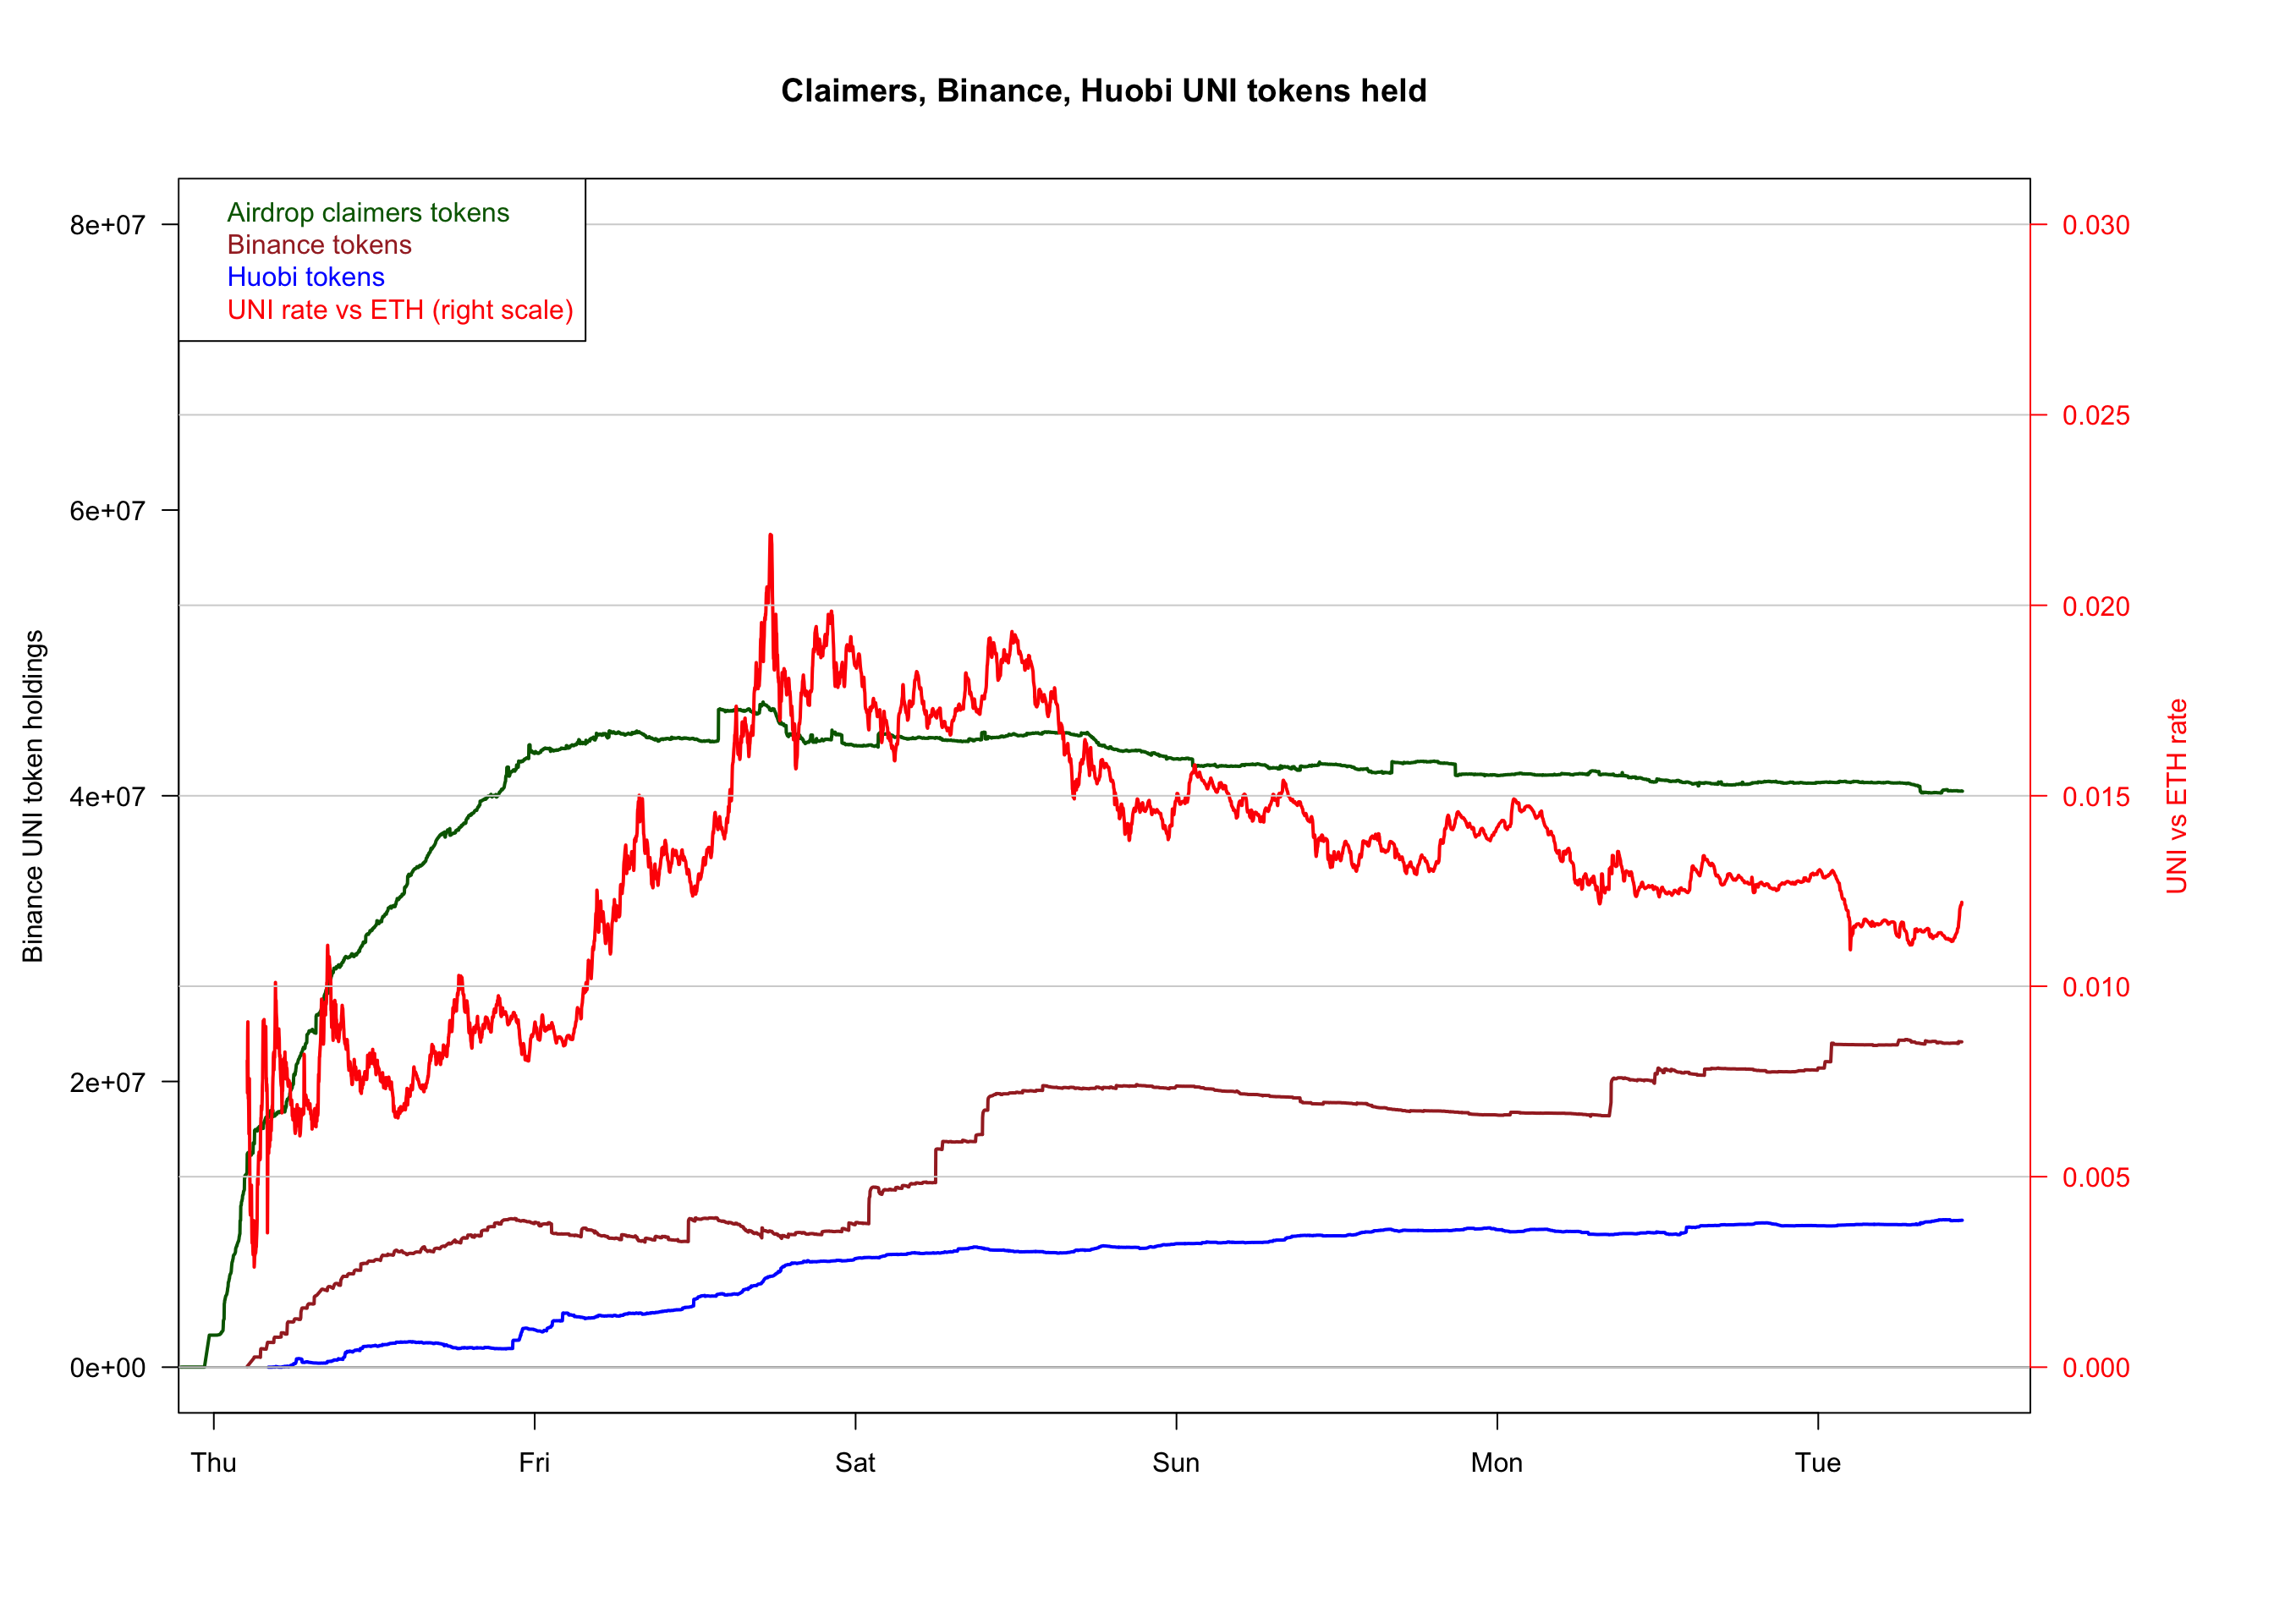 Claimers, Binance, Huobi UNI tokens held
Airdrop claimers tokens
Binance tokens
Huobi tokens
UNI rate vs ETH (right scale)
8e+07
6e+07
4e+07
2e+07
0e+00
Binance UNI token holdings
0.030
0.025
0.020
0.015
0.010
0.005
0.000
UNI vs ETH rate
Thu
Fri
Sat
Sun
Mon
Tue